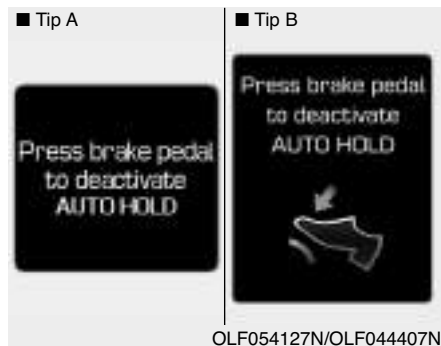 ■ Tip A
Press brake pedal
to deactivate
AUTO HOLD
■ Tip B
Press brake pedal
to deactivate
AUTO HOLD
OLF054127N/OLF044407N